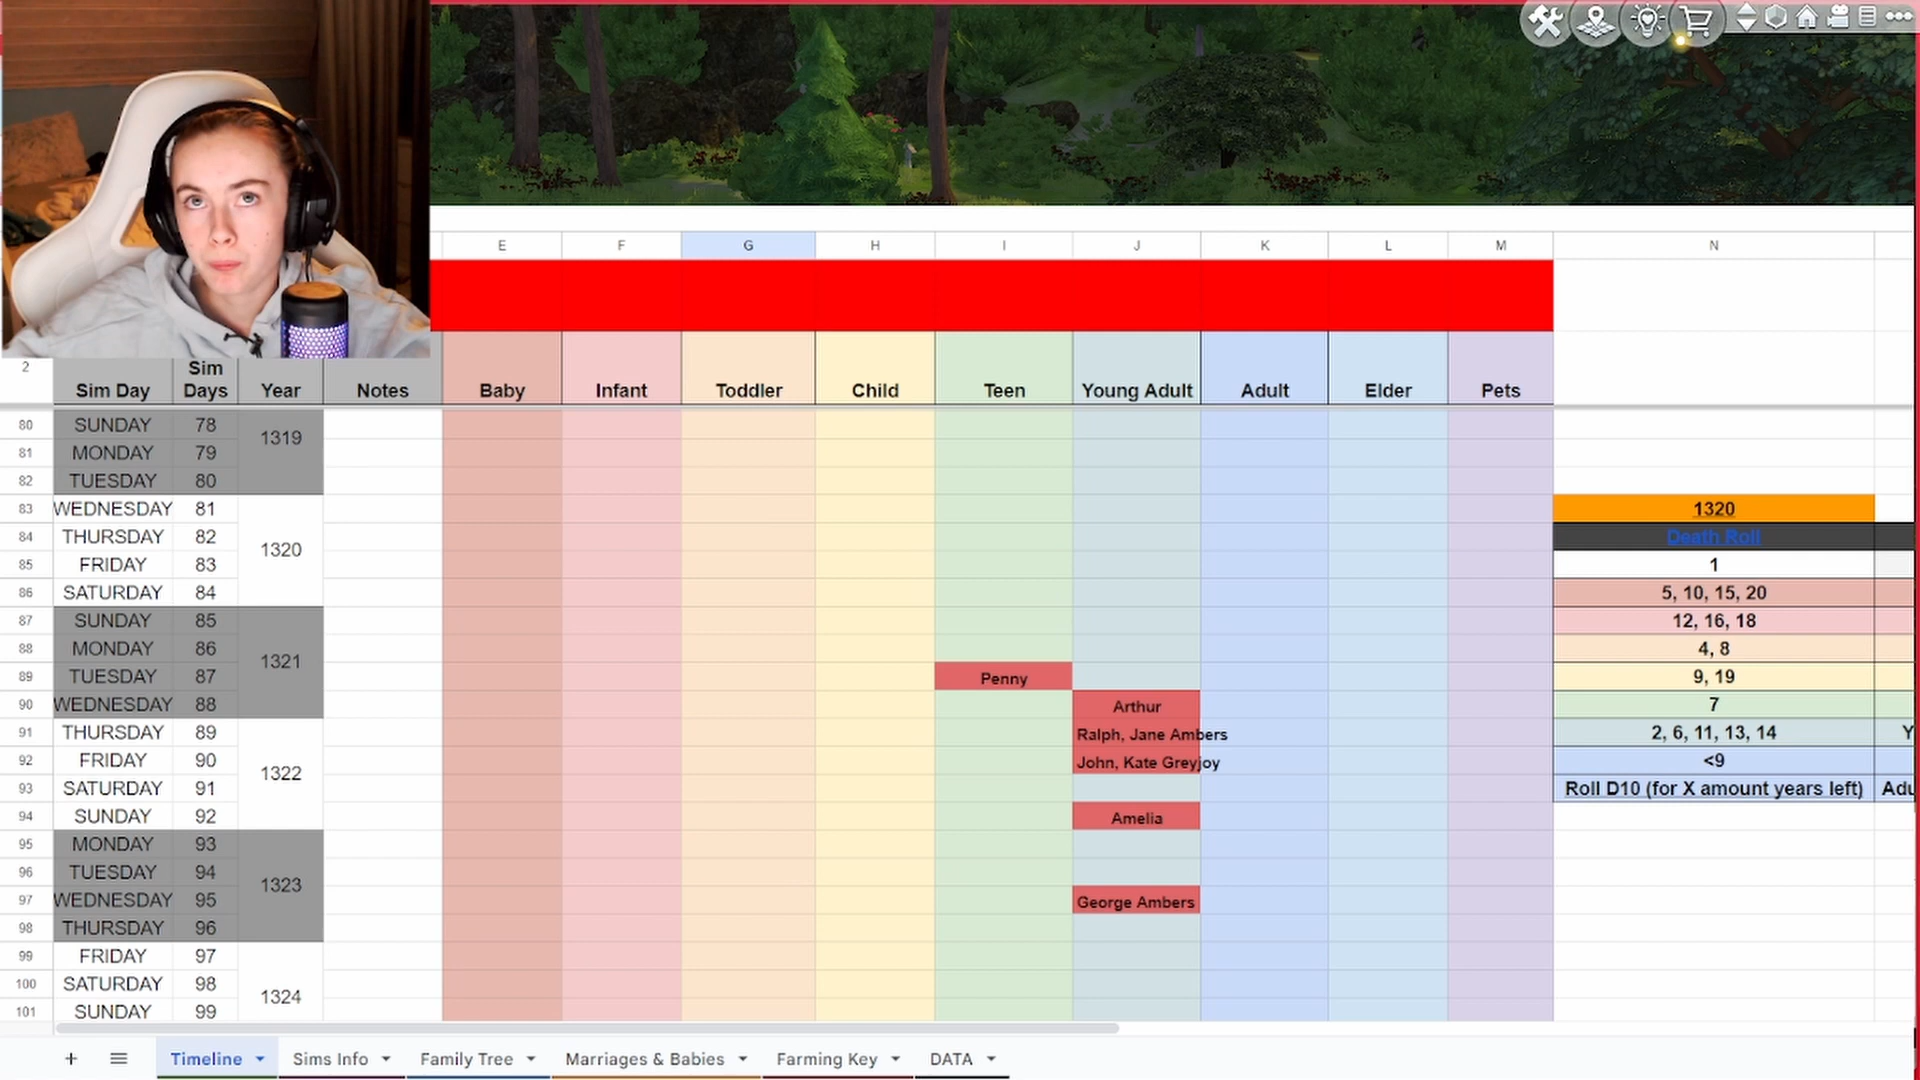 E F G H I J K L M N
2 Sim Day Sim Days Year Notes Baby Infant Toddler Child Teen Young Adult Adult Elder Pets
80 SUNDAY 78 1319
81 MONDAY 79
82 TUESDAY 80
83 WEDNESDAY 81 1320
84 THURSDAY 82 1320 Death Roll
85 FRIDAY 83 1
86 SATURDAY 84 5, 10, 15, 20
87 SUNDAY 85 12, 16, 18
88 MONDAY 86 1321 4, 8
89 TUESDAY 87 Penny 9, 19
90 WEDNESDAY 88 Arthur 7
91 THURSDAY 89 Ralph, Jane Ambers 2, 6, 11, 13, 14 Y
92 FRIDAY 90 1322 John, Kate Greyjoy <9
93 SATURDAY 91 Roll D10 (for X amount years left) Adu
94 SUNDAY 92 Amelia
95 MONDAY 93
96 TUESDAY 94 1323
97 WEDNESDAY 95 George Ambers
98 THURSDAY 96
99 FRIDAY 97
100 SATURDAY 98 1324
101 SUNDAY 99
+ Timeline Sims Info Family Tree Marriages & Babies Farming Key DATA